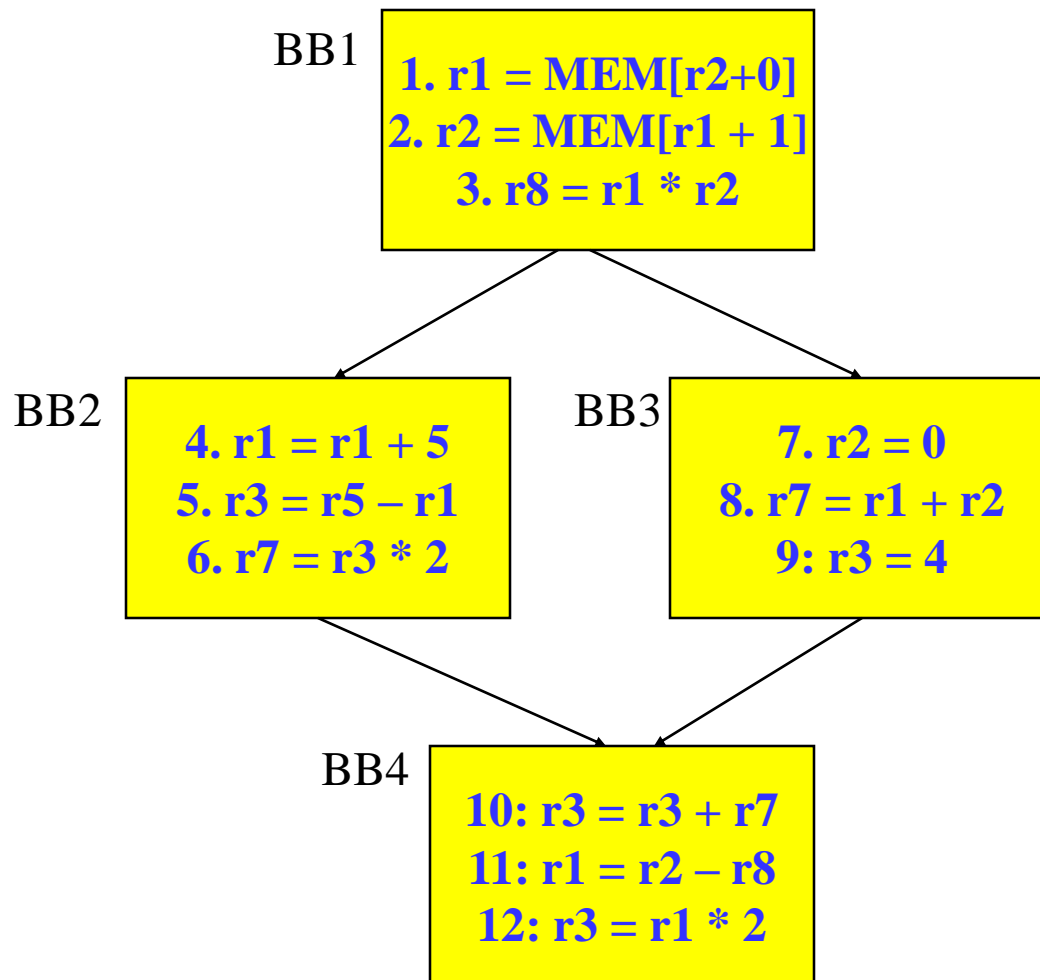 BB1
1. r1 = MEM[r2+0]
2. r2 = MEM[r1 + 1]
3. r8 = r1 * r2
BB2
4. r1 = r1 + 5
5. r3 = r5 – r1
6. r7 = r3 * 2
BB3
7. r2 = 0
8. r7 = r1 + r2
9: r3 = 4
BB4
10: r3 = r3 + r7
11: r1 = r2 – r8
12: r3 = r1 * 2